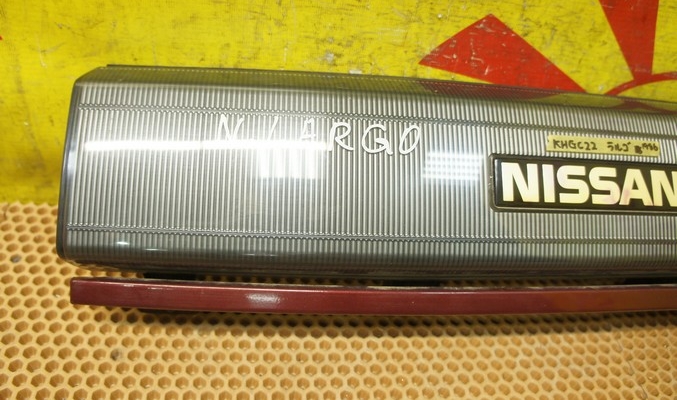 N LARGO
KHGC22 ラルゴ
NISSAN